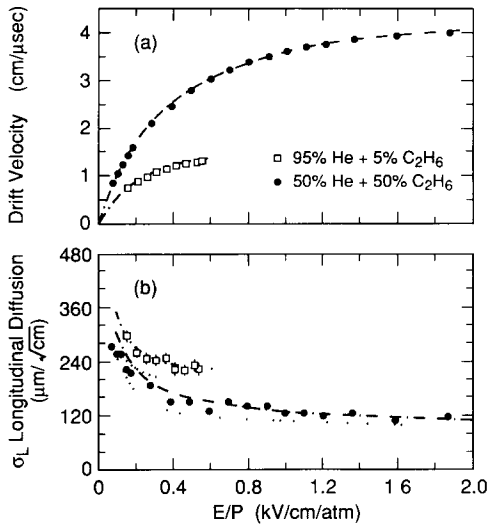 (a)
Drift Velocity (cm/μsec)
4
3
2
1
0
□ 95% He + 5% C2H6
● 50% He + 50% C2H6
(b)
σL Longitudinal Diffusion
(μm/√cm)
480
360
240
120
0
0 0.4 0.8 1.2 1.6 2.0
E/P (kV/cm/atm)